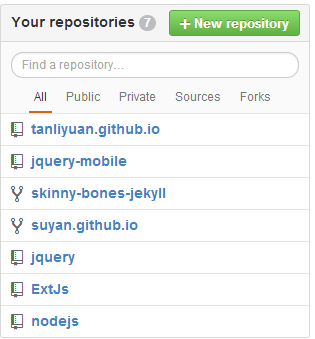 Your repositories 7 + New repository
Find a repository...
All Public Private Sources Forks
tanliyuan.github.io
jquery-mobile
skinny-bones-jekyll
suyan.github.io
jquery
ExtJs
nodejs